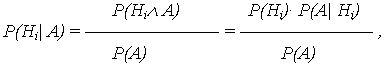 P(Hᵢ| A) = P(Hᵢ∧ A) / P(A) = P(Hᵢ)· P(A| Hᵢ) / P(A) ,